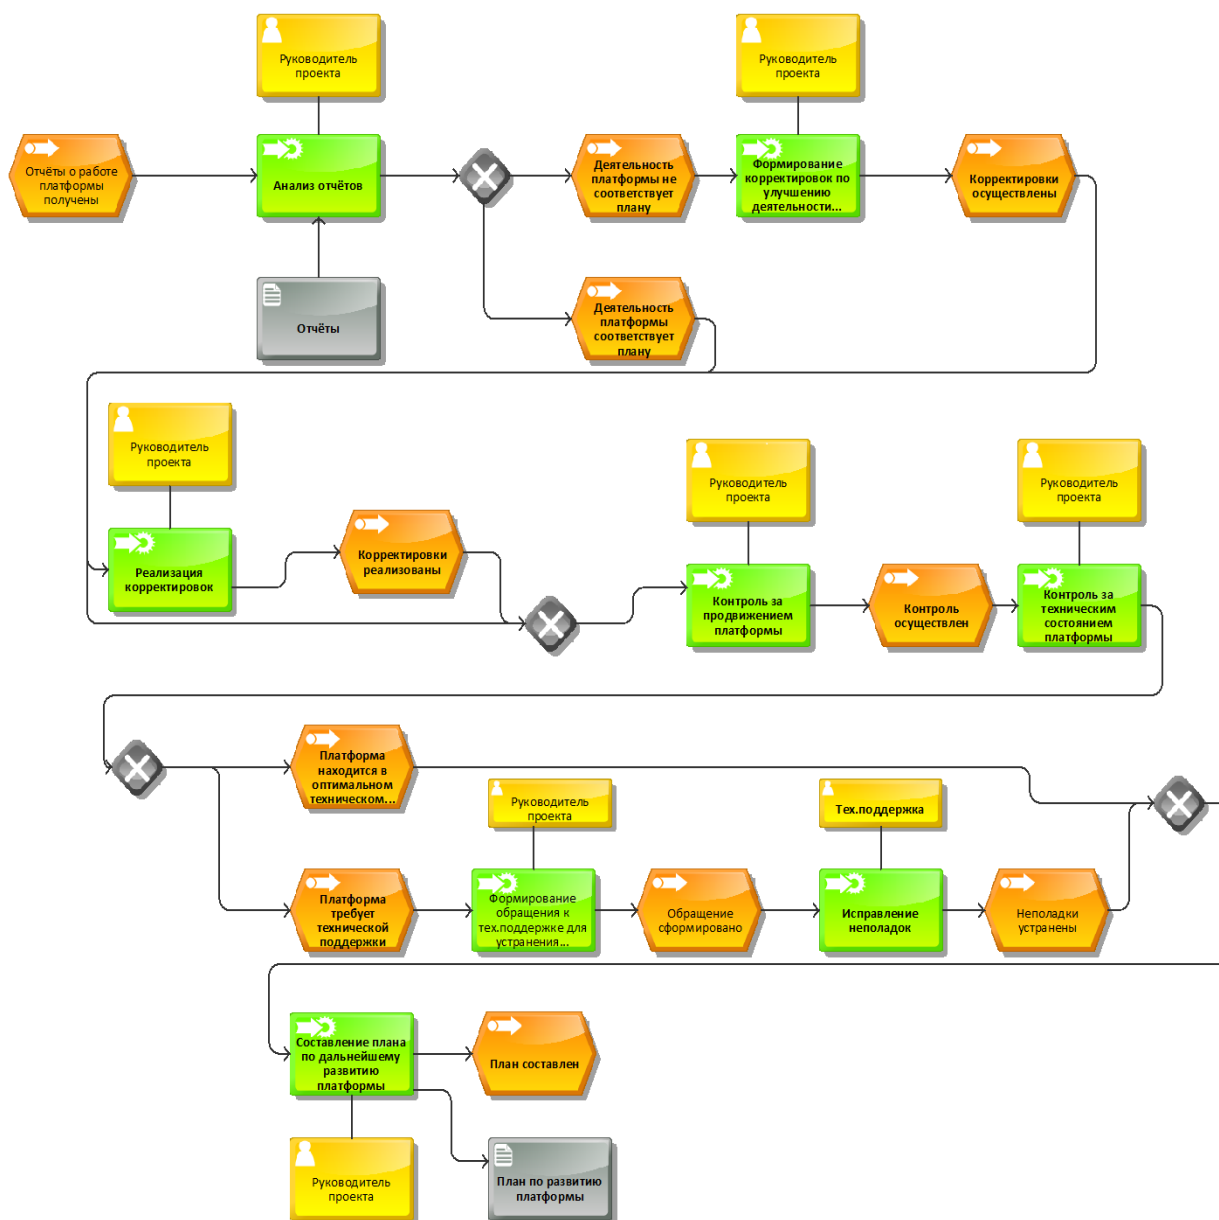 Руководитель
проекта
Руководитель
проекта
Отчёты о работе
платформы
получены
Анализ отчётов
Деятельность
платформы не
соответствует
плану
Формирование
корректировок по
улучшению
деятельности...
Корректировки
осуществлены
Отчёты
Деятельность
платформы
соответствует
плану
Руководитель
проекта
Руководитель
проекта
Руководитель
проекта
Реализация
корректировок
Корректировки
реализованы
Контроль за
продвижением
платформы
Контроль
осуществлен
Контроль за
техническим
состоянием
платформы
Платформа
находится в
оптимальном
техническом...
Руководитель
проекта
Тех.поддержка
Платформа
требует
технической
поддержки
Формирование
обращения к
тех.поддержке для
устранения...
Обращение
сформировано
Исправление
неполадок
Неполадки
устранены
Составление плана
по дальнейшему
развитию
платформы
План составлен
Руководитель
проекта
План по развитию
платформы